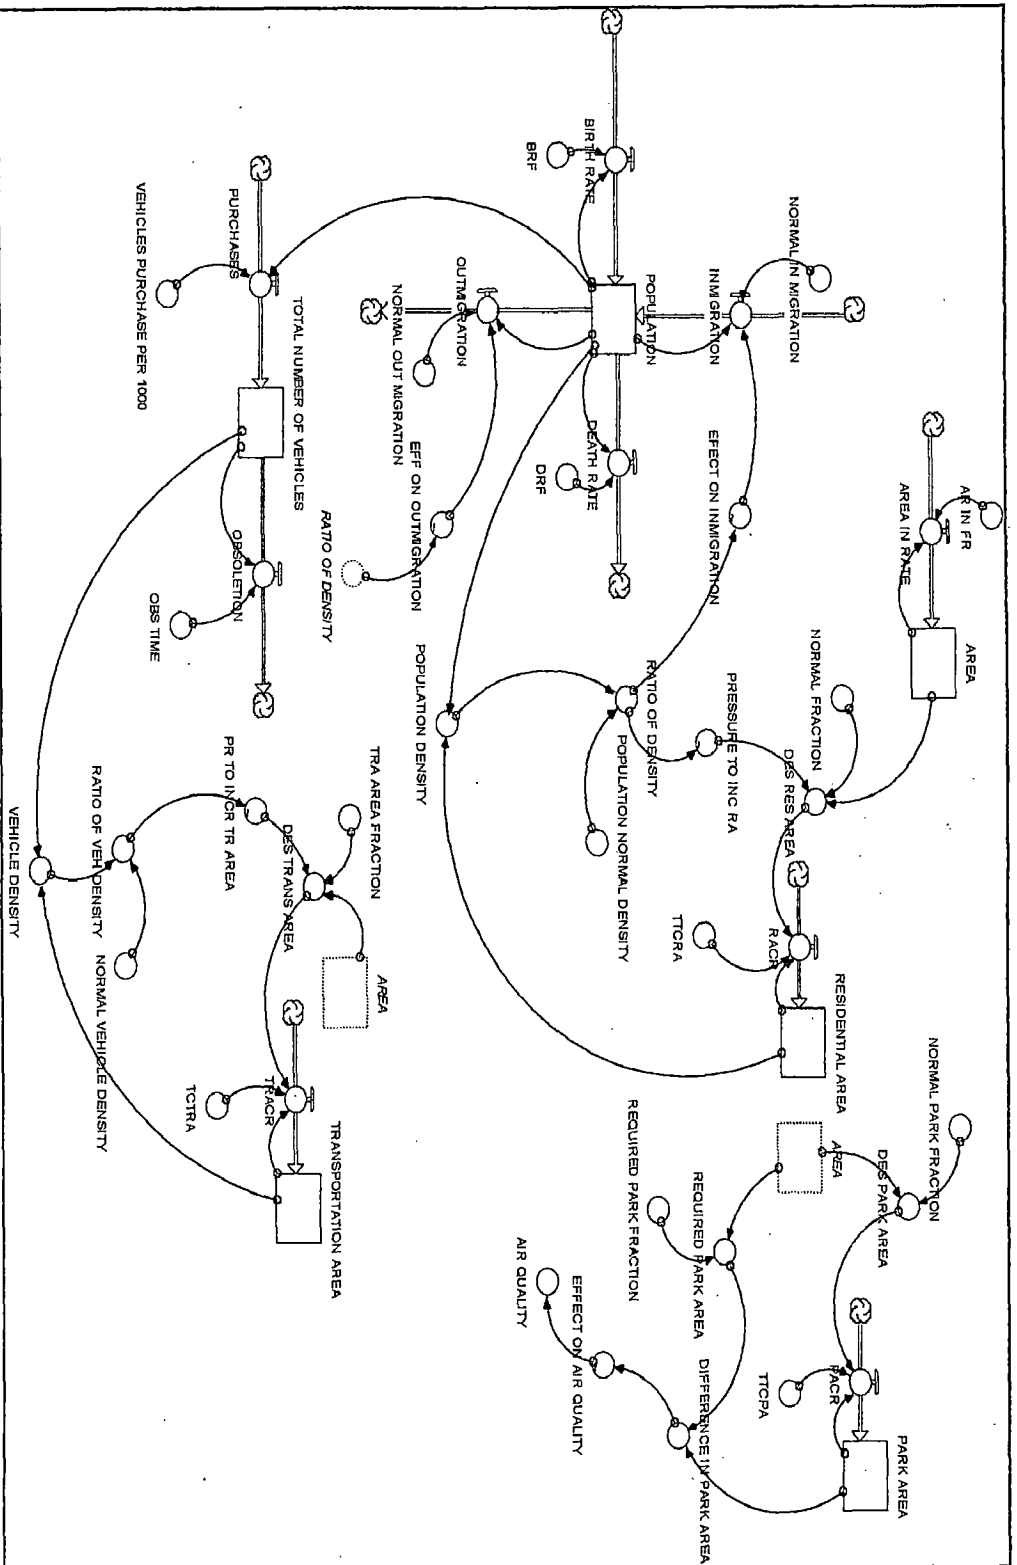 NORMAL IN MIGRATION
INMIGRATION
BRF
BIRTH RATE
POPULATION
DEATH RATE
DRF
OUTMIGRATION
NORMAL OUT MIGRATION
EFF ON OUTMIGRATION
RATIO OF DENSITY
EFECT ON INMIGRATION
PURCHASES
VEHICLES PURCHASE PER 1000
TOTAL NUMBER OF VEHICLES
OBSOLETION
OBS TIME
AR IN FR
AREA IN RATE
AREA
NORMAL FRACTION
DES RES AREA
PRESSURE TO INC RA
RATIO OF DENSITY
POPULATION NORMAL DENSITY
POPULATION DENSITY
TTCRA
RACR
RESIDENTIAL AREA
TRA AREA FRACTION
DES TRANS AREA
PR TO INCR TR AREA
RATIO OF VEH DENSITY
VEHICLE DENSITY
NORMAL VEHICLE DENSITY
AREA
TCTRA
TRACR
TRANSPORTATION AREA
NORMAL PARK FRACTION
DES PARK AREA
AREA
REQUIRED PARK AREA
REQUIRED PARK FRACTION
TTCPA
PACR
PARK AREA
DIFFERENCE IN PARK AREA
EFFECT ON AIR QUALITY
AIR QUALITY